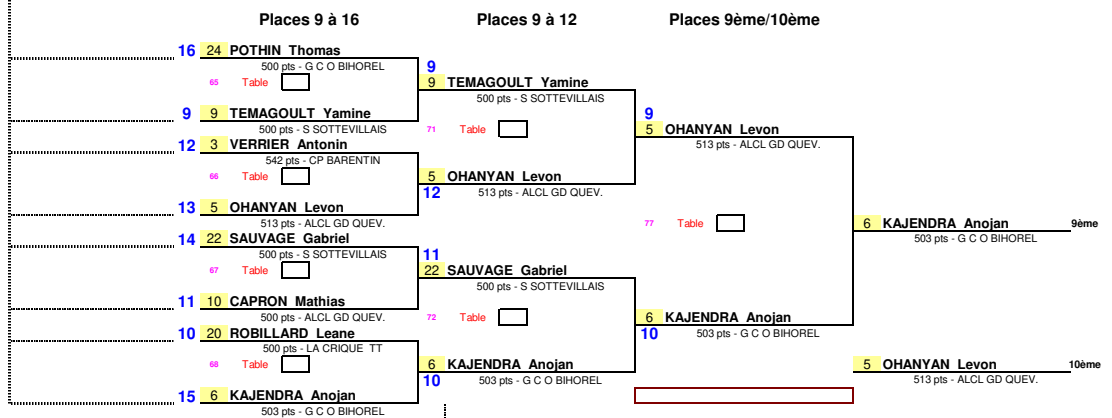 Places 9 à 16 Places 9 à 12 Places 9ème/10ème
16 24 POTHIN Thomas
500 pts - G C O BIHOREL
65 Table
9 9 TEMAGOULT Yamine
500 pts - S SOTTEVILLAIS
12 3 VERRIER Antonin
542 pts - CP BARENTIN
66 Table
13 5 OHANYAN Levon
513 pts - ALCL GD QUEV.
14 22 SAUVAGE Gabriel
500 pts - S SOTTEVILLAIS
67 Table
11 10 CAPRON Mathias
500 pts - ALCL GD QUEV.
10 20 ROBILLARD Leane
500 pts - LA CRIQUE TT
68 Table
15 6 KAJENDRA Anojan
503 pts - G C O BIHOREL
9
9 TEMAGOULT Yamine
500 pts - S SOTTEVILLAIS
71 Table
5 OHANYAN Levon
12 513 pts - ALCL GD QUEV.
11
22 SAUVAGE Gabriel
500 pts - S SOTTEVILLAIS
72 Table
6 KAJENDRA Anojan
10 503 pts - G C O BIHOREL
9
5 OHANYAN Levon
513 pts - ALCL GD QUEV.
77 Table
6 KAJENDRA Anojan
10 503 pts - G C O BIHOREL
6 KAJENDRA Anojan 9ème
503 pts - G C O BIHOREL
5 OHANYAN Levon 10ème
513 pts - ALCL GD QUEV.